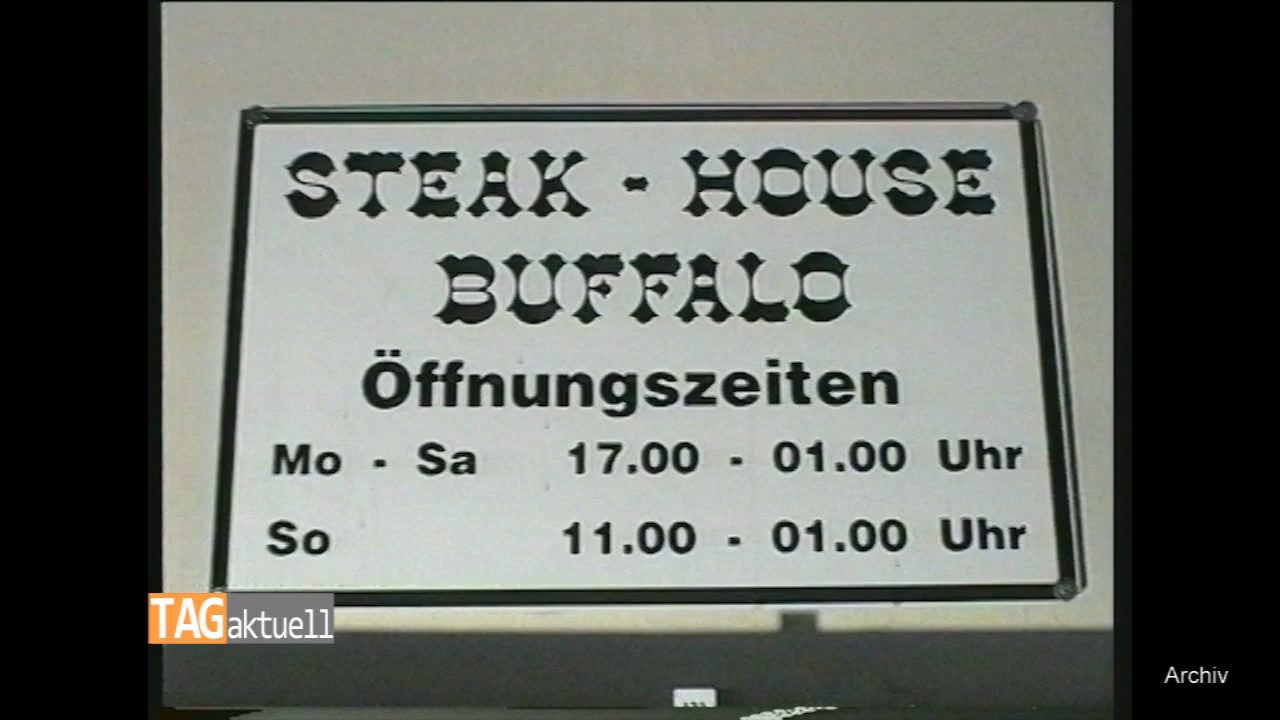 STEAK - HOUSE
BUFFALO
Öffnungszeiten
Mo - Sa 17.00 - 01.00 Uhr
So 11.00 - 01.00 Uhr
TAGaktuell
Archiv